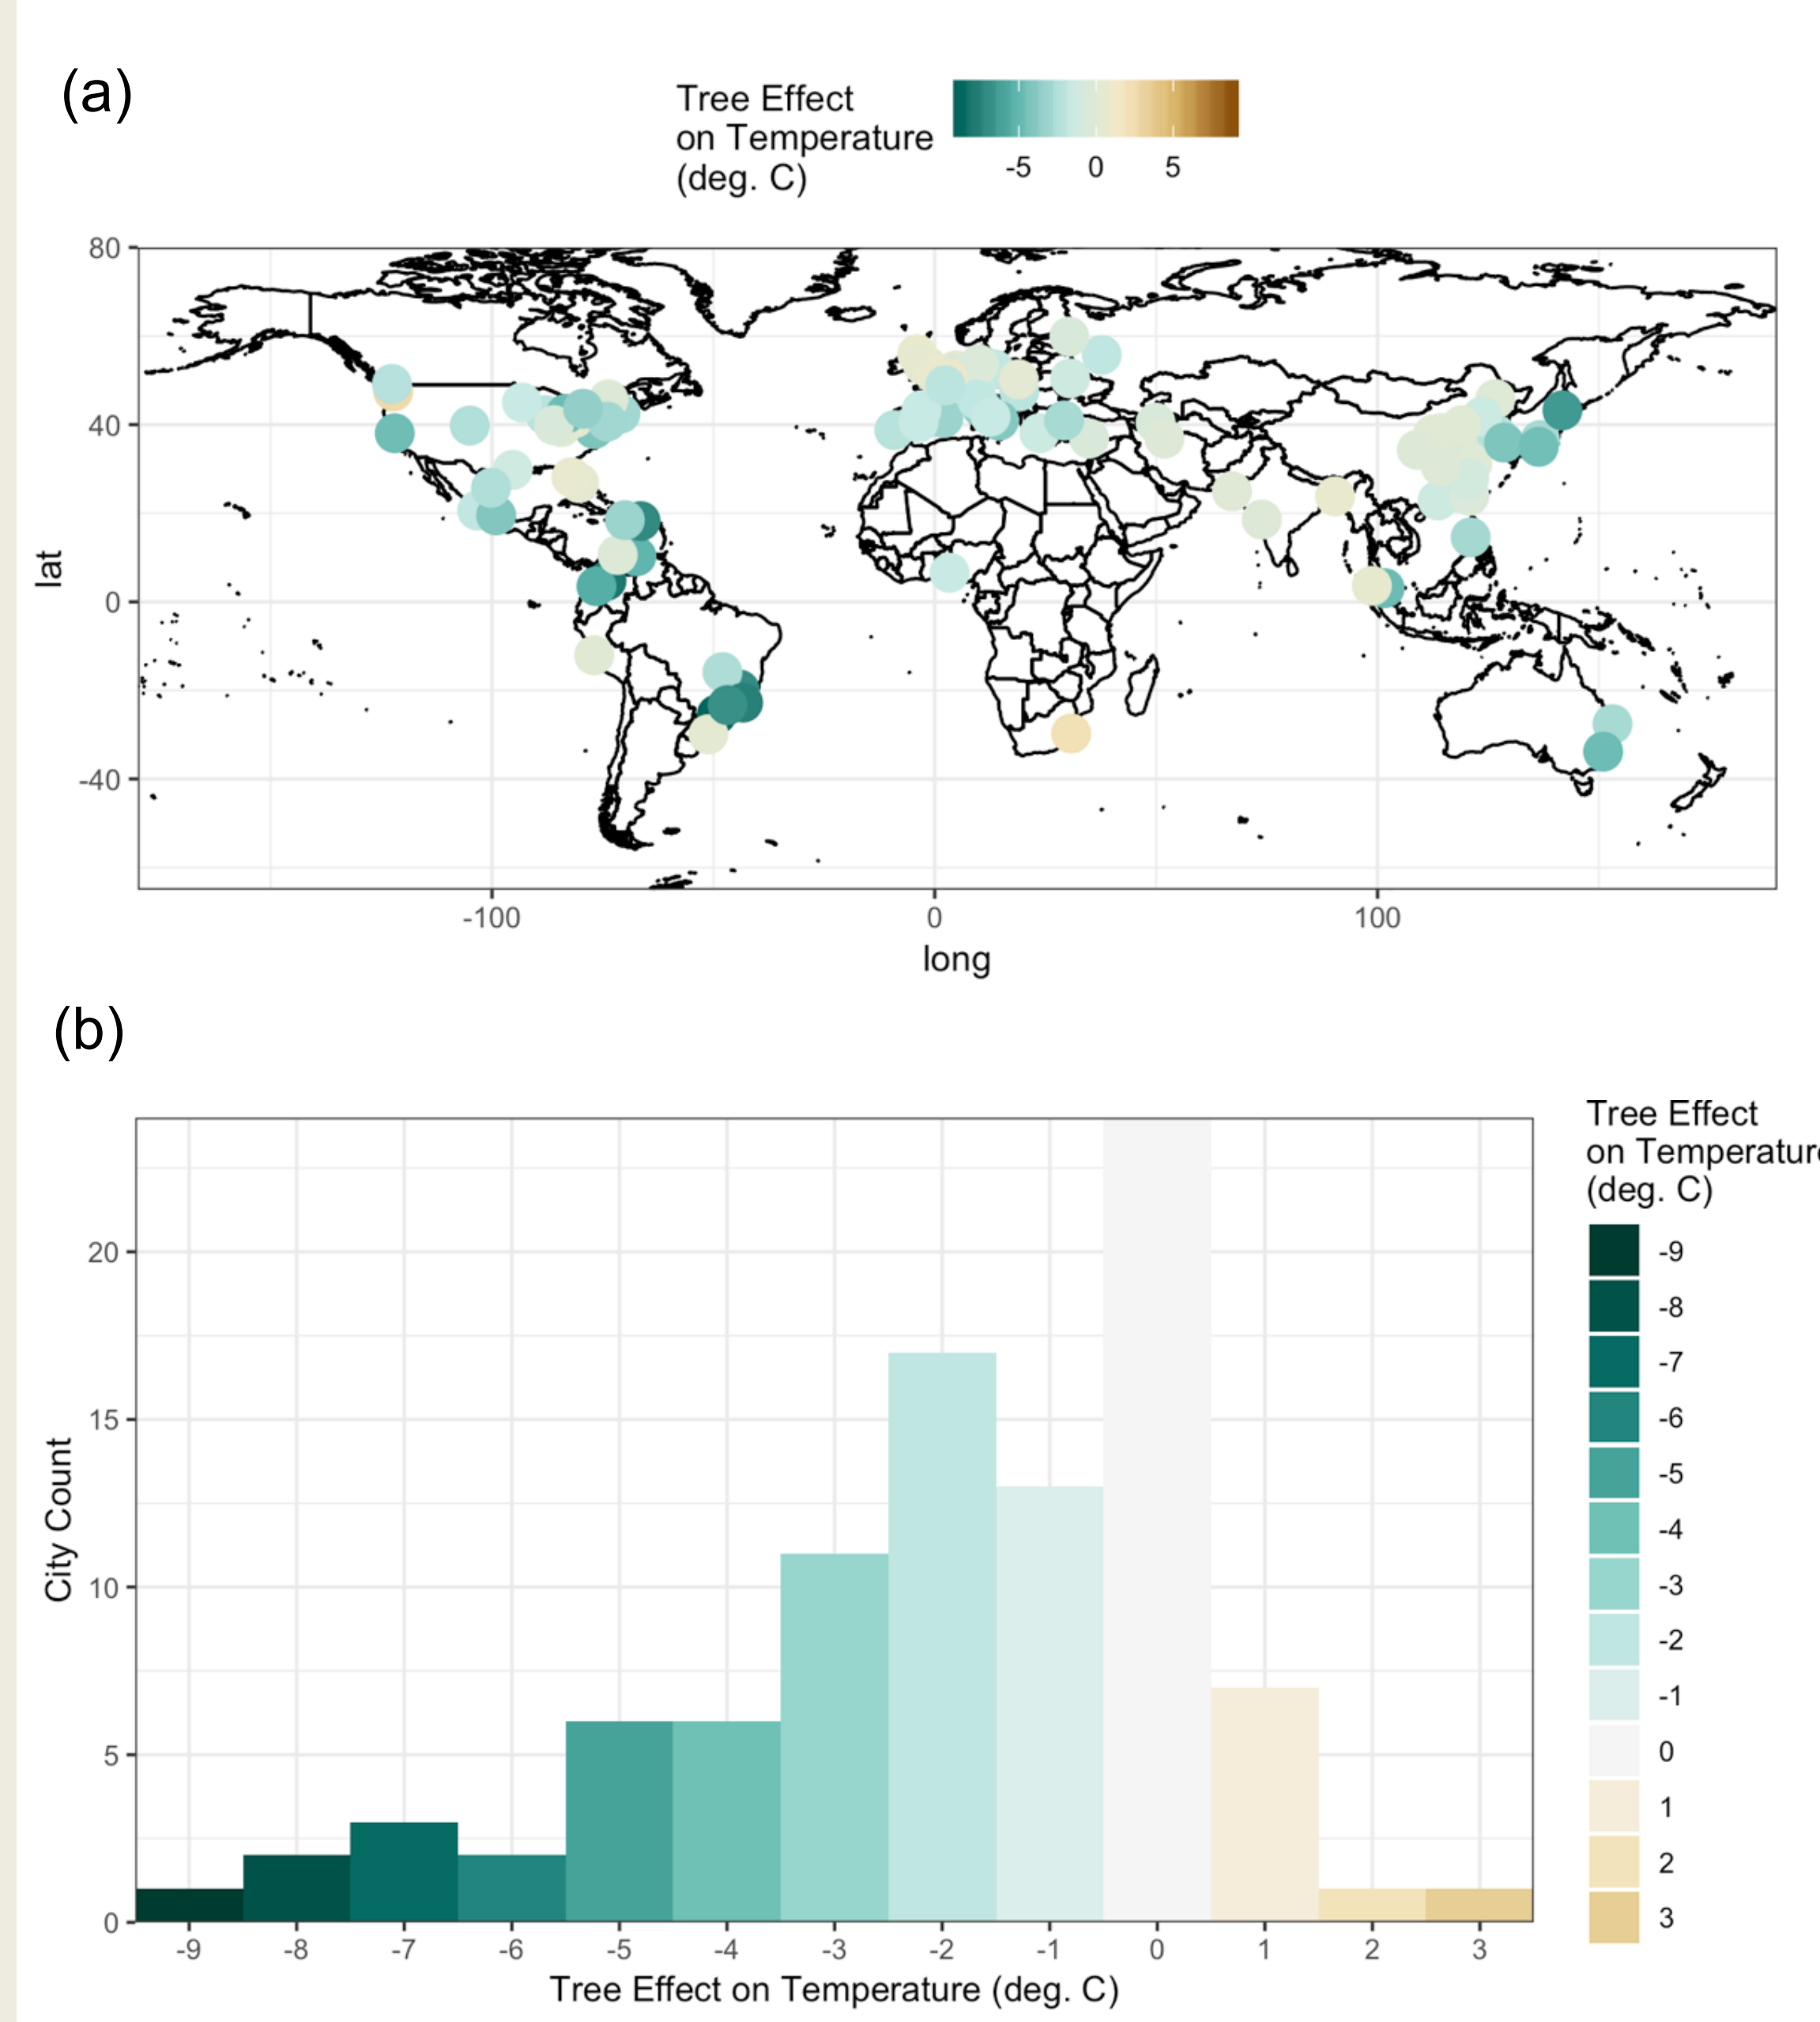 (a)
Tree Effect
on Temperature
(deg. C)
-5 0 5
80
40
0
-40
lat
-100 0 100
long
(b)
Tree Effect
on Temperature
(deg. C)
-9
-8
-7
-6
-5
-4
-3
-2
-1
0
1
2
3
20
15
10
5
0
City Count
-9 -8 -7 -6 -5 -4 -3 -2 -1 0 1 2 3
Tree Effect on Temperature (deg. C)